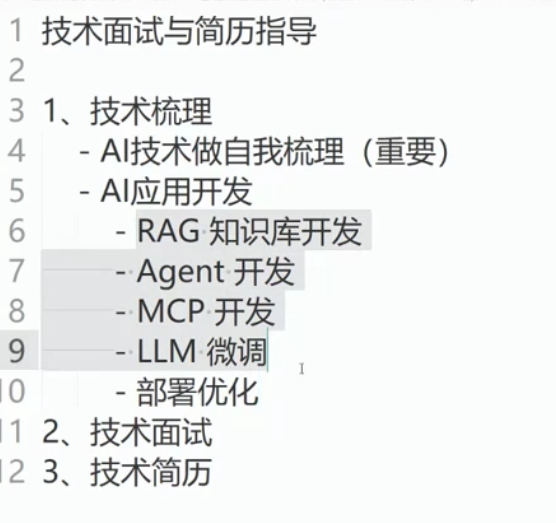 1 技术面试与简历指导
2
3 1、技术梳理
4 - AI技术做自我梳理（重要）
5 - AI应用开发
6 - RAG 知识库开发
7 - Agent 开发
8 - MCP 开发
9 - LLM 微调
10 - 部署优化
11 2、技术面试
12 3、技术简历